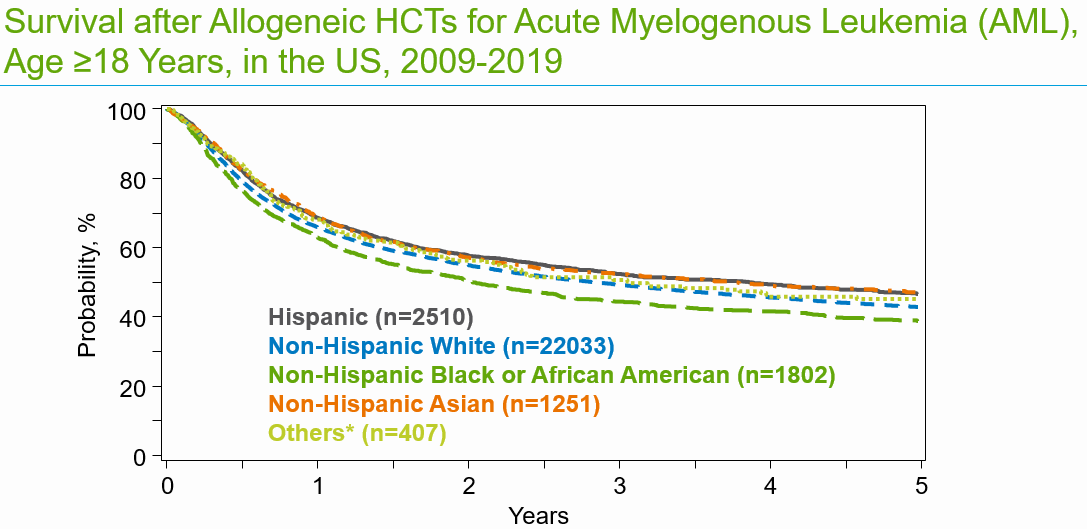 Survival after Allogeneic HCTs for Acute Myelogenous Leukemia (AML),
Age ≥18 Years, in the US, 2009-2019
100
80
60
40
20
0
Probability, %
Hispanic (n=2510)
Non-Hispanic White (n=22033)
Non-Hispanic Black or African American (n=1802)
Non-Hispanic Asian (n=1251)
Others* (n=407)
0 1 2 3 4 5
Years